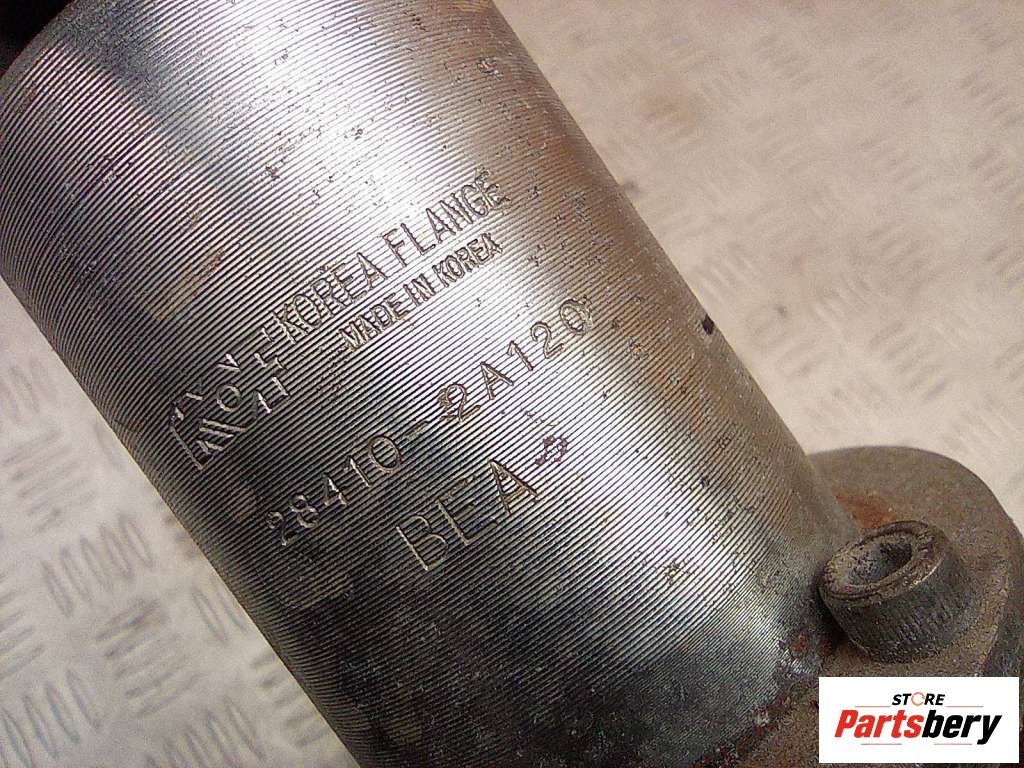 KOREA FLANGE
MADE IN KOREA
28410-2A120
BEA
STORE
Partsbery